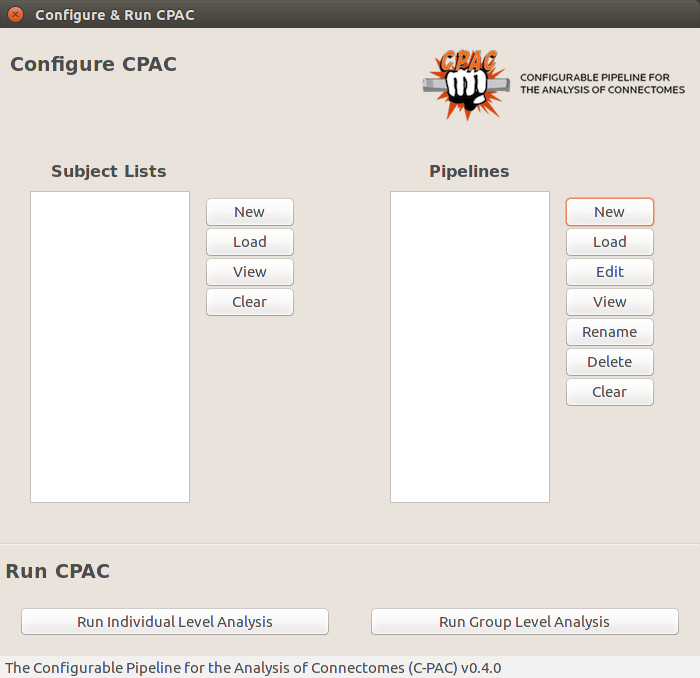 Configure & Run CPAC
Configure CPAC
CPAC
CONFIGURABLE PIPELINE FOR
THE ANALYSIS OF CONNECTOMES
Subject Lists
New
Load
View
Clear
Pipelines
New
Load
Edit
View
Rename
Delete
Clear
Run CPAC
Run Individual Level Analysis
Run Group Level Analysis
The Configurable Pipeline for the Analysis of Connectomes (C-PAC) v0.4.0